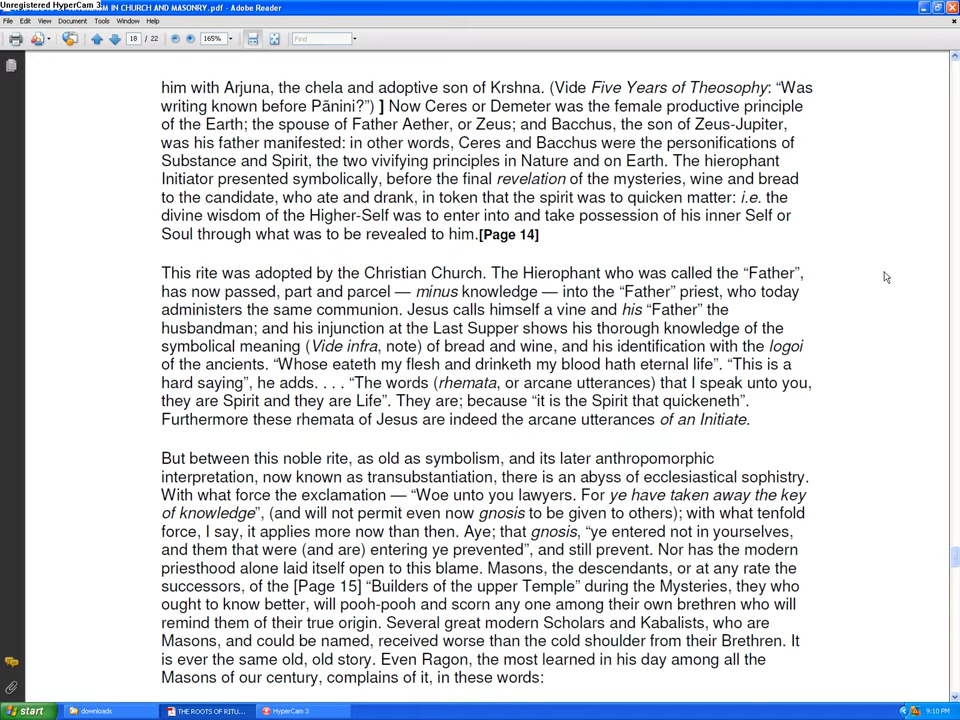 Unregistered HyperCam 3
M IN CHURCH AND MASONRY.pdf - Adobe Reader
File Edit View Document Tools Window Help
18 / 22 165% Find
him with Arjuna, the chela and adoptive son of Krshna. (Vide Five Years of Theosophy: “Was
writing known before Pānini?”) ] Now Ceres or Demeter was the female productive principle
of the Earth; the spouse of Father Aether, or Zeus; and Bacchus, the son of Zeus-Jupiter,
was his father manifested: in other words, Ceres and Bacchus were the personifications of
Substance and Spirit, the two vivifying principles in Nature and on Earth. The hierophant
Initiator presented symbolically, before the final revelation of the mysteries, wine and bread
to the candidate, who ate and drank, in token that the spirit was to quicken matter: i.e. the
divine wisdom of the Higher-Self was to enter into and take possession of his inner Self or
Soul through what was to be revealed to him.[Page 14]
This rite was adopted by the Christian Church. The Hierophant who was called the “Father”,
has now passed, part and parcel — minus knowledge — into the “Father” priest, who today
administers the same communion. Jesus calls himself a vine and his “Father” the
husbandman; and his injunction at the Last Supper shows his thorough knowledge of the
symbolical meaning (Vide infra, note) of bread and wine, and his identification with the logoi
of the ancients. “Whose eateth my flesh and drinketh my blood hath eternal life”. “This is a
hard saying”, he adds. . . . “The words (rhemata, or arcane utterances) that I speak unto you,
they are Spirit and they are Life”. They are; because “it is the Spirit that quickeneth”.
Furthermore these rhemata of Jesus are indeed the arcane utterances of an Initiate.
But between this noble rite, as old as symbolism, and its later anthropomorphic
interpretation, now known as transubstantiation, there is an abyss of ecclesiastical sophistry.
With what force the exclamation — “Woe unto you lawyers. For ye have taken away the key
of knowledge”, (and will not permit even now gnosis to be given to others); with what tenfold
force, I say, it applies more now than then. Aye; that gnosis, “ye entered not in yourselves,
and them that were (and are) entering ye prevented”, and still prevent. Nor has the modern
priesthood alone laid itself open to this blame. Masons, the descendants, or at any rate the
successors, of the [Page 15] “Builders of the upper Temple” during the Mysteries, they who
ought to know better, will pooh-pooh and scorn any one among their own brethren who will
remind them of their true origin. Several great modern Scholars and Kabalists, who are
Masons, and could be named, received worse than the cold shoulder from their Brethren. It
is ever the same old, old story. Even Ragon, the most learned in his day among all the
Masons of our century, complains of it, in these words:
start downloads THE ROOTS OF RITU... HyperCam 3 9:10 PM